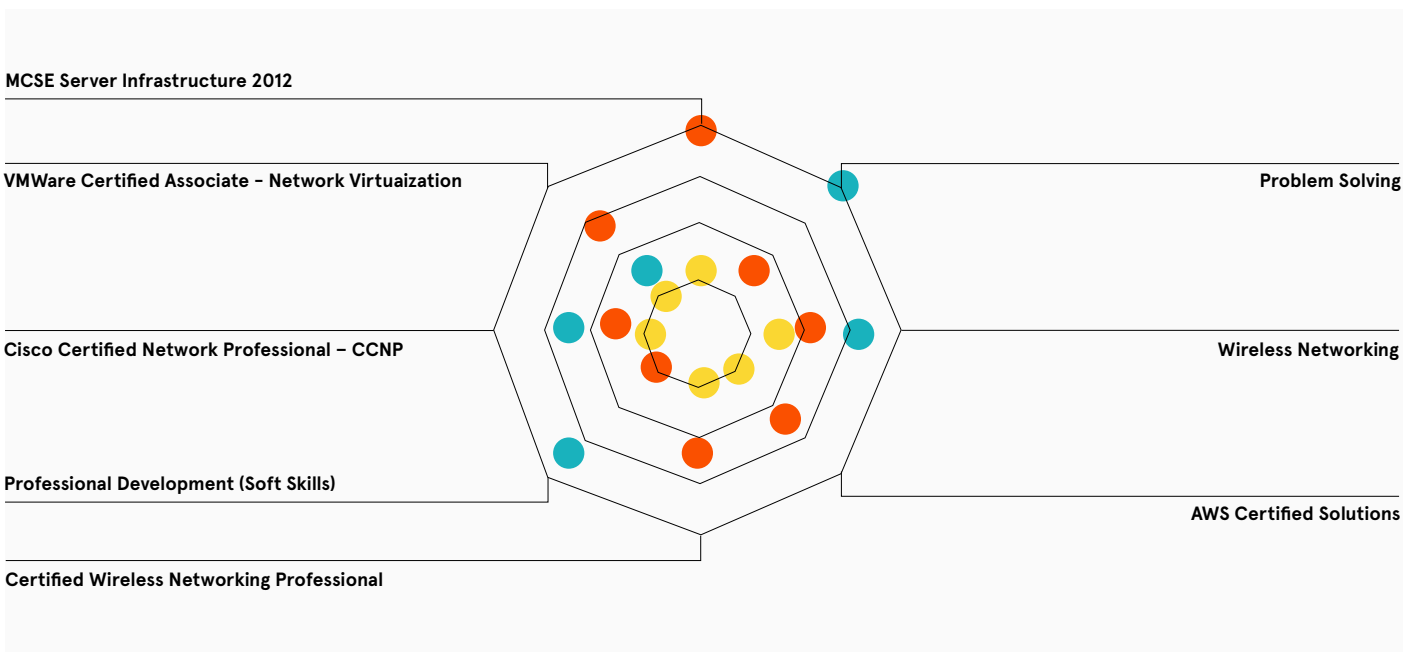 MCSE Server Infrastructure 2012
VMWare Certified Associate - Network Virtuaization
Problem Solving
Cisco Certified Network Professional – CCNP
Wireless Networking
Professional Development (Soft Skills)
AWS Certified Solutions
Certified Wireless Networking Professional